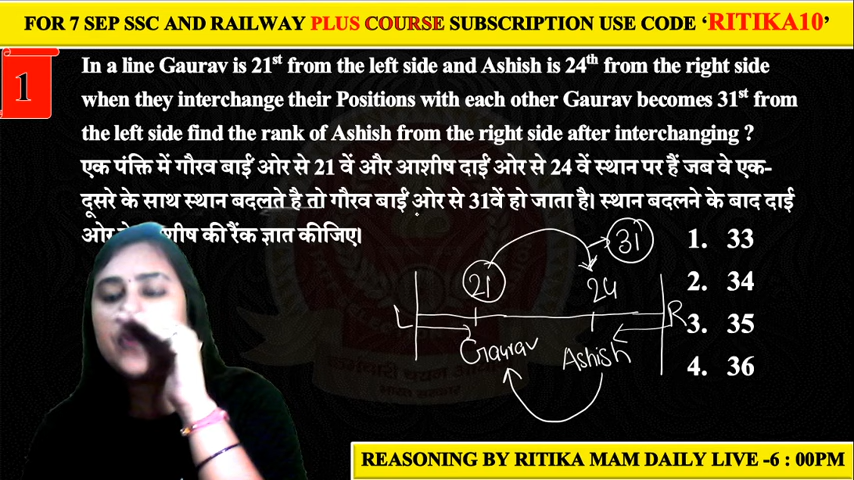 FOR 7 SEP SSC AND RAILWAY PLUS COURSE SUBSCRIPTION USE CODE ‘RITIKA10’
1
In a line Gaurav is 21st from the left side and Ashish is 24th from the right side
when they interchange their Positions with each other Gaurav becomes 31st from
the left side find the rank of Ashish from the right side after interchanging ?
एक पंक्ति में गौरव बाईं ओर से 21 वें और आशीष दाईं ओर से 24 वें स्थान पर हैं जब वे एक-
दूसरे के साथ स्थान बदलते है तो गौरव बाईं ओर से 31वें हो जाता है। स्थान बदलने के बाद दाईं
की रैंक ज्ञात कीजिए।
1. 33
2. 34
3. 35
4. 36
31
21
24
L
R
Gaurav
Ashish
REASONING BY RITIKA MAM DAILY LIVE -6 : 00PM